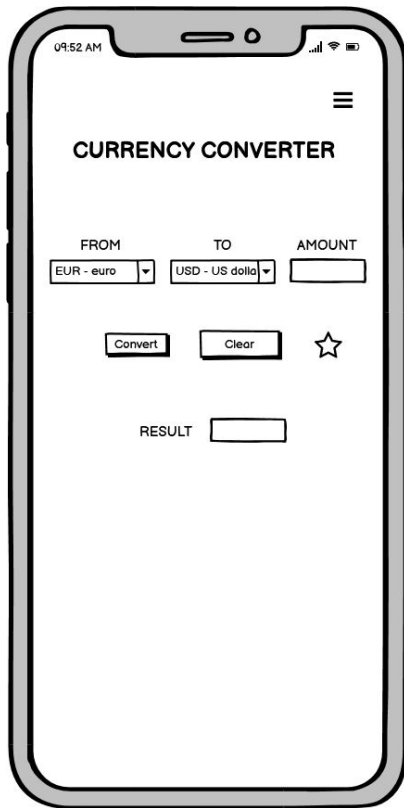 09:52 AM
CURRENCY CONVERTER
FROM TO AMOUNT
EUR - euro USD - US dolla
Convert Clear
RESULT